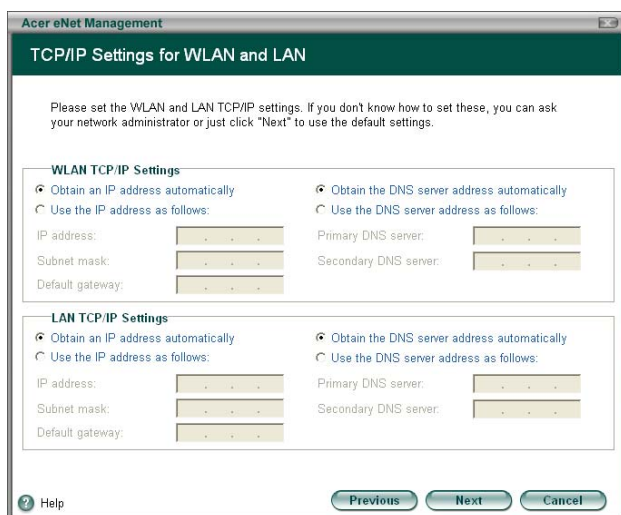 Acer eNet Management
TCP/IP Settings for WLAN and LAN
Please set the WLAN and LAN TCP/IP settings. If you don't know how to set these, you can ask
your network administrator or just click "Next" to use the default settings.
WLAN TCP/IP Settings
Obtain an IP address automatically
Use the IP address as follows:
IP address:
Subnet mask:
Default gateway:
Obtain the DNS server address automatically
Use the DNS server address as follows:
Primary DNS server:
Secondary DNS server:
LAN TCP/IP Settings
Obtain an IP address automatically
Use the IP address as follows:
IP address:
Subnet mask:
Default gateway:
Obtain the DNS server address automatically
Use the DNS server address as follows:
Primary DNS server:
Secondary DNS server:
? Help
Previous
Next
Cancel